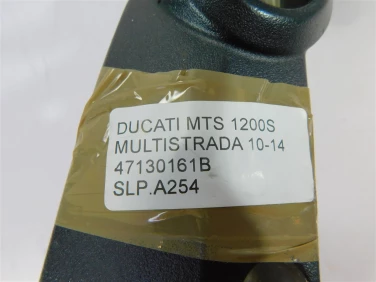 DUCATI MTS 1200S
MULTISTRADA 10-14
47130161B
SLP.A254